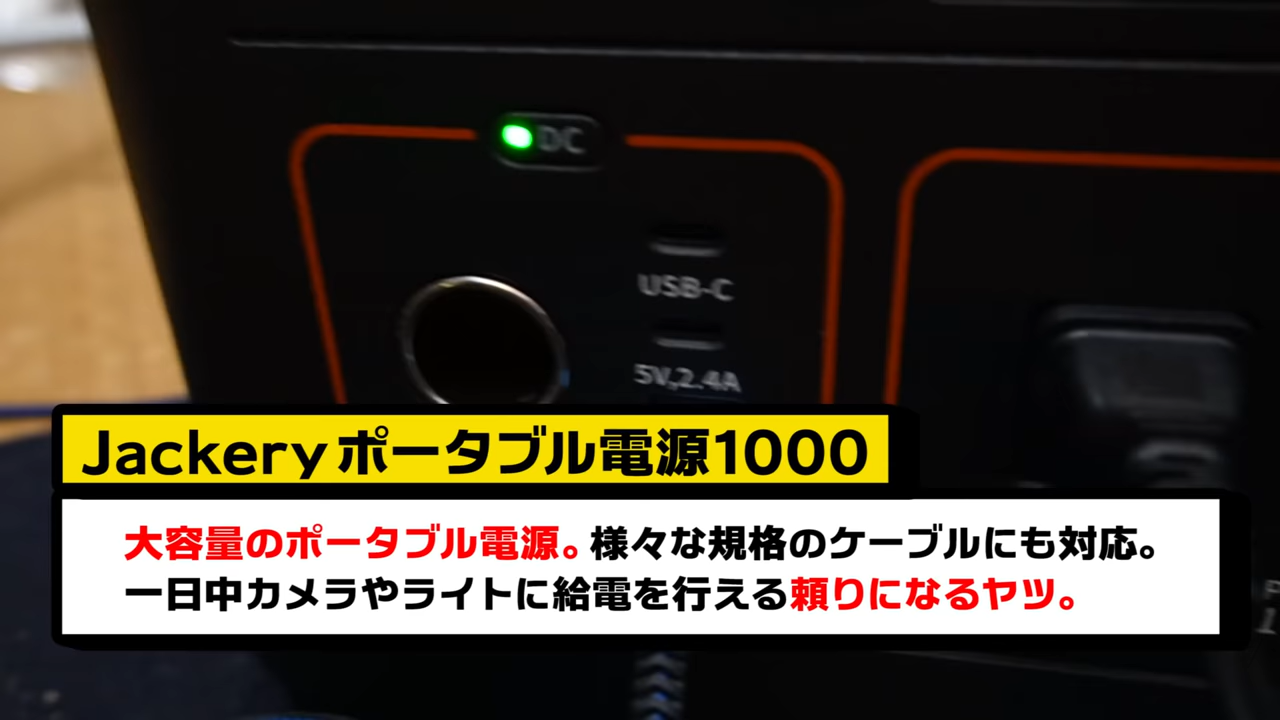 DC
USB-C
5V,2.4A
Jackeryポータブル電源1000
大容量のポータブル電源。様々な規格のケーブルにも対応。
一日中カメラやライトに給電を行える頼りになるヤツ。